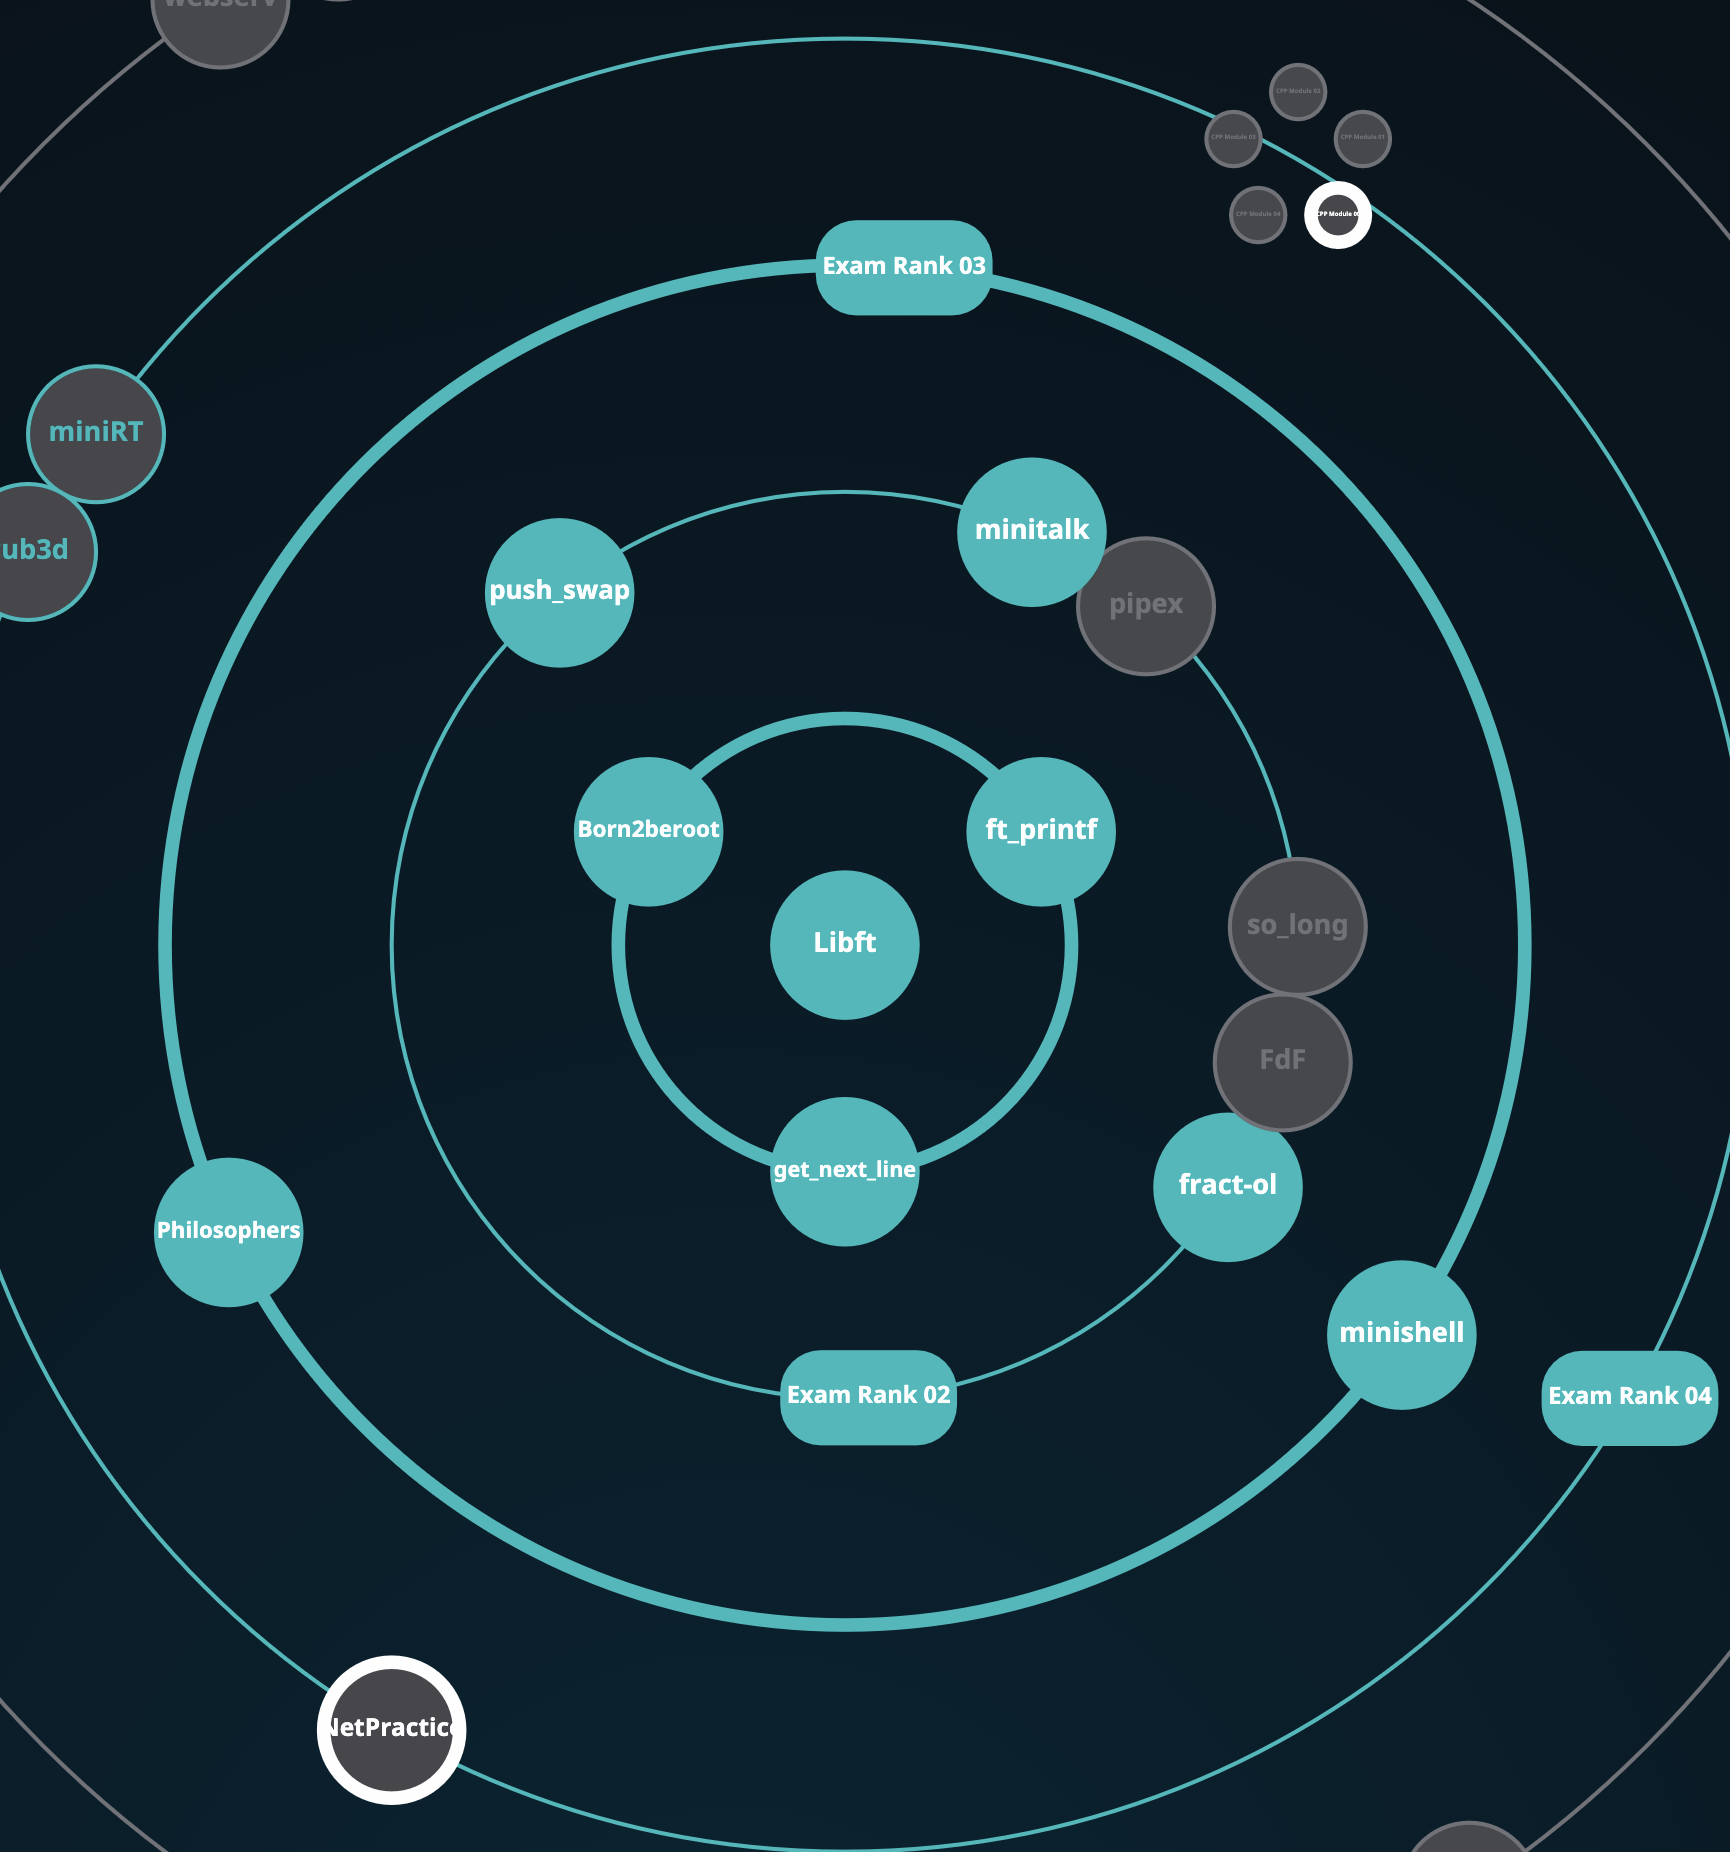 webserv
CPP Module 02
CPP Module 03
CPP Module 01
CPP Module 04
CPP Module 0
Exam Rank 03
miniRT
ub3d
minitalk
push_swap
pipex
Born2beroot
ft_printf
so_long
Libft
FdF
get_next_line
fract-ol
Philosophers
minishell
Exam Rank 02
Exam Rank 04
NetPractice